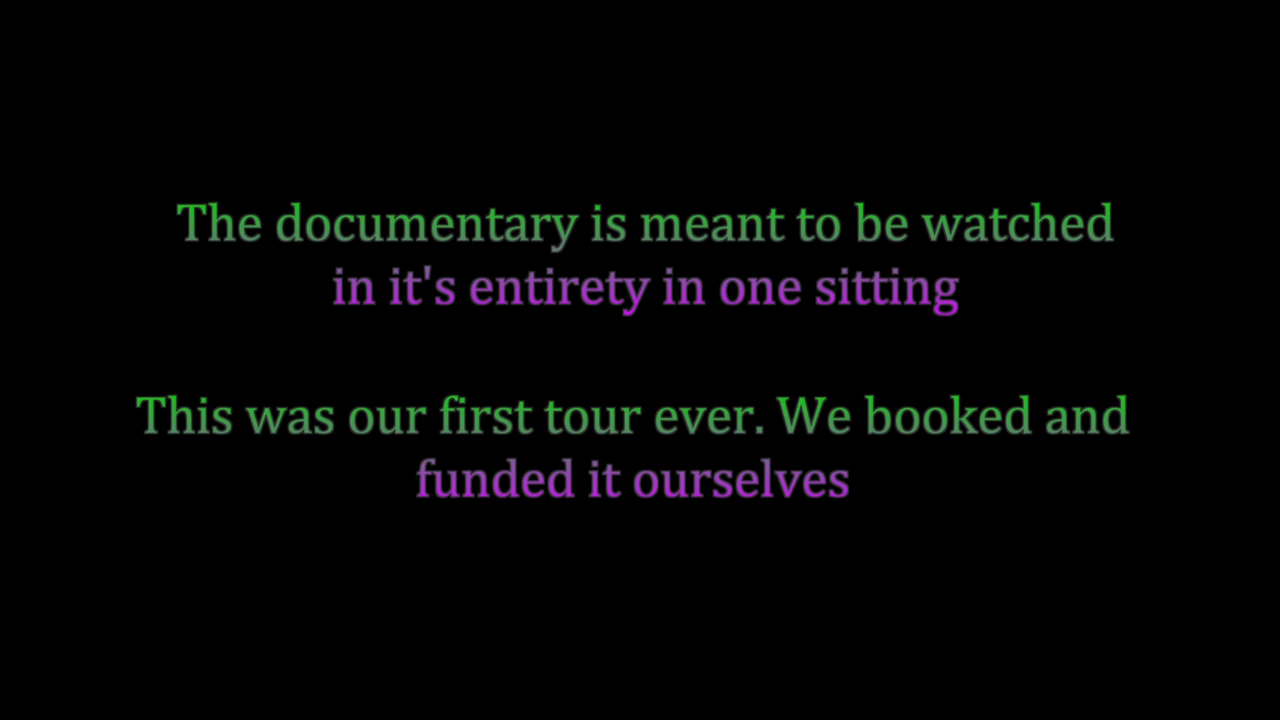 The documentary is meant to be watched
in it's entirety in one sitting
This was our first tour ever. We booked and
funded it ourselves